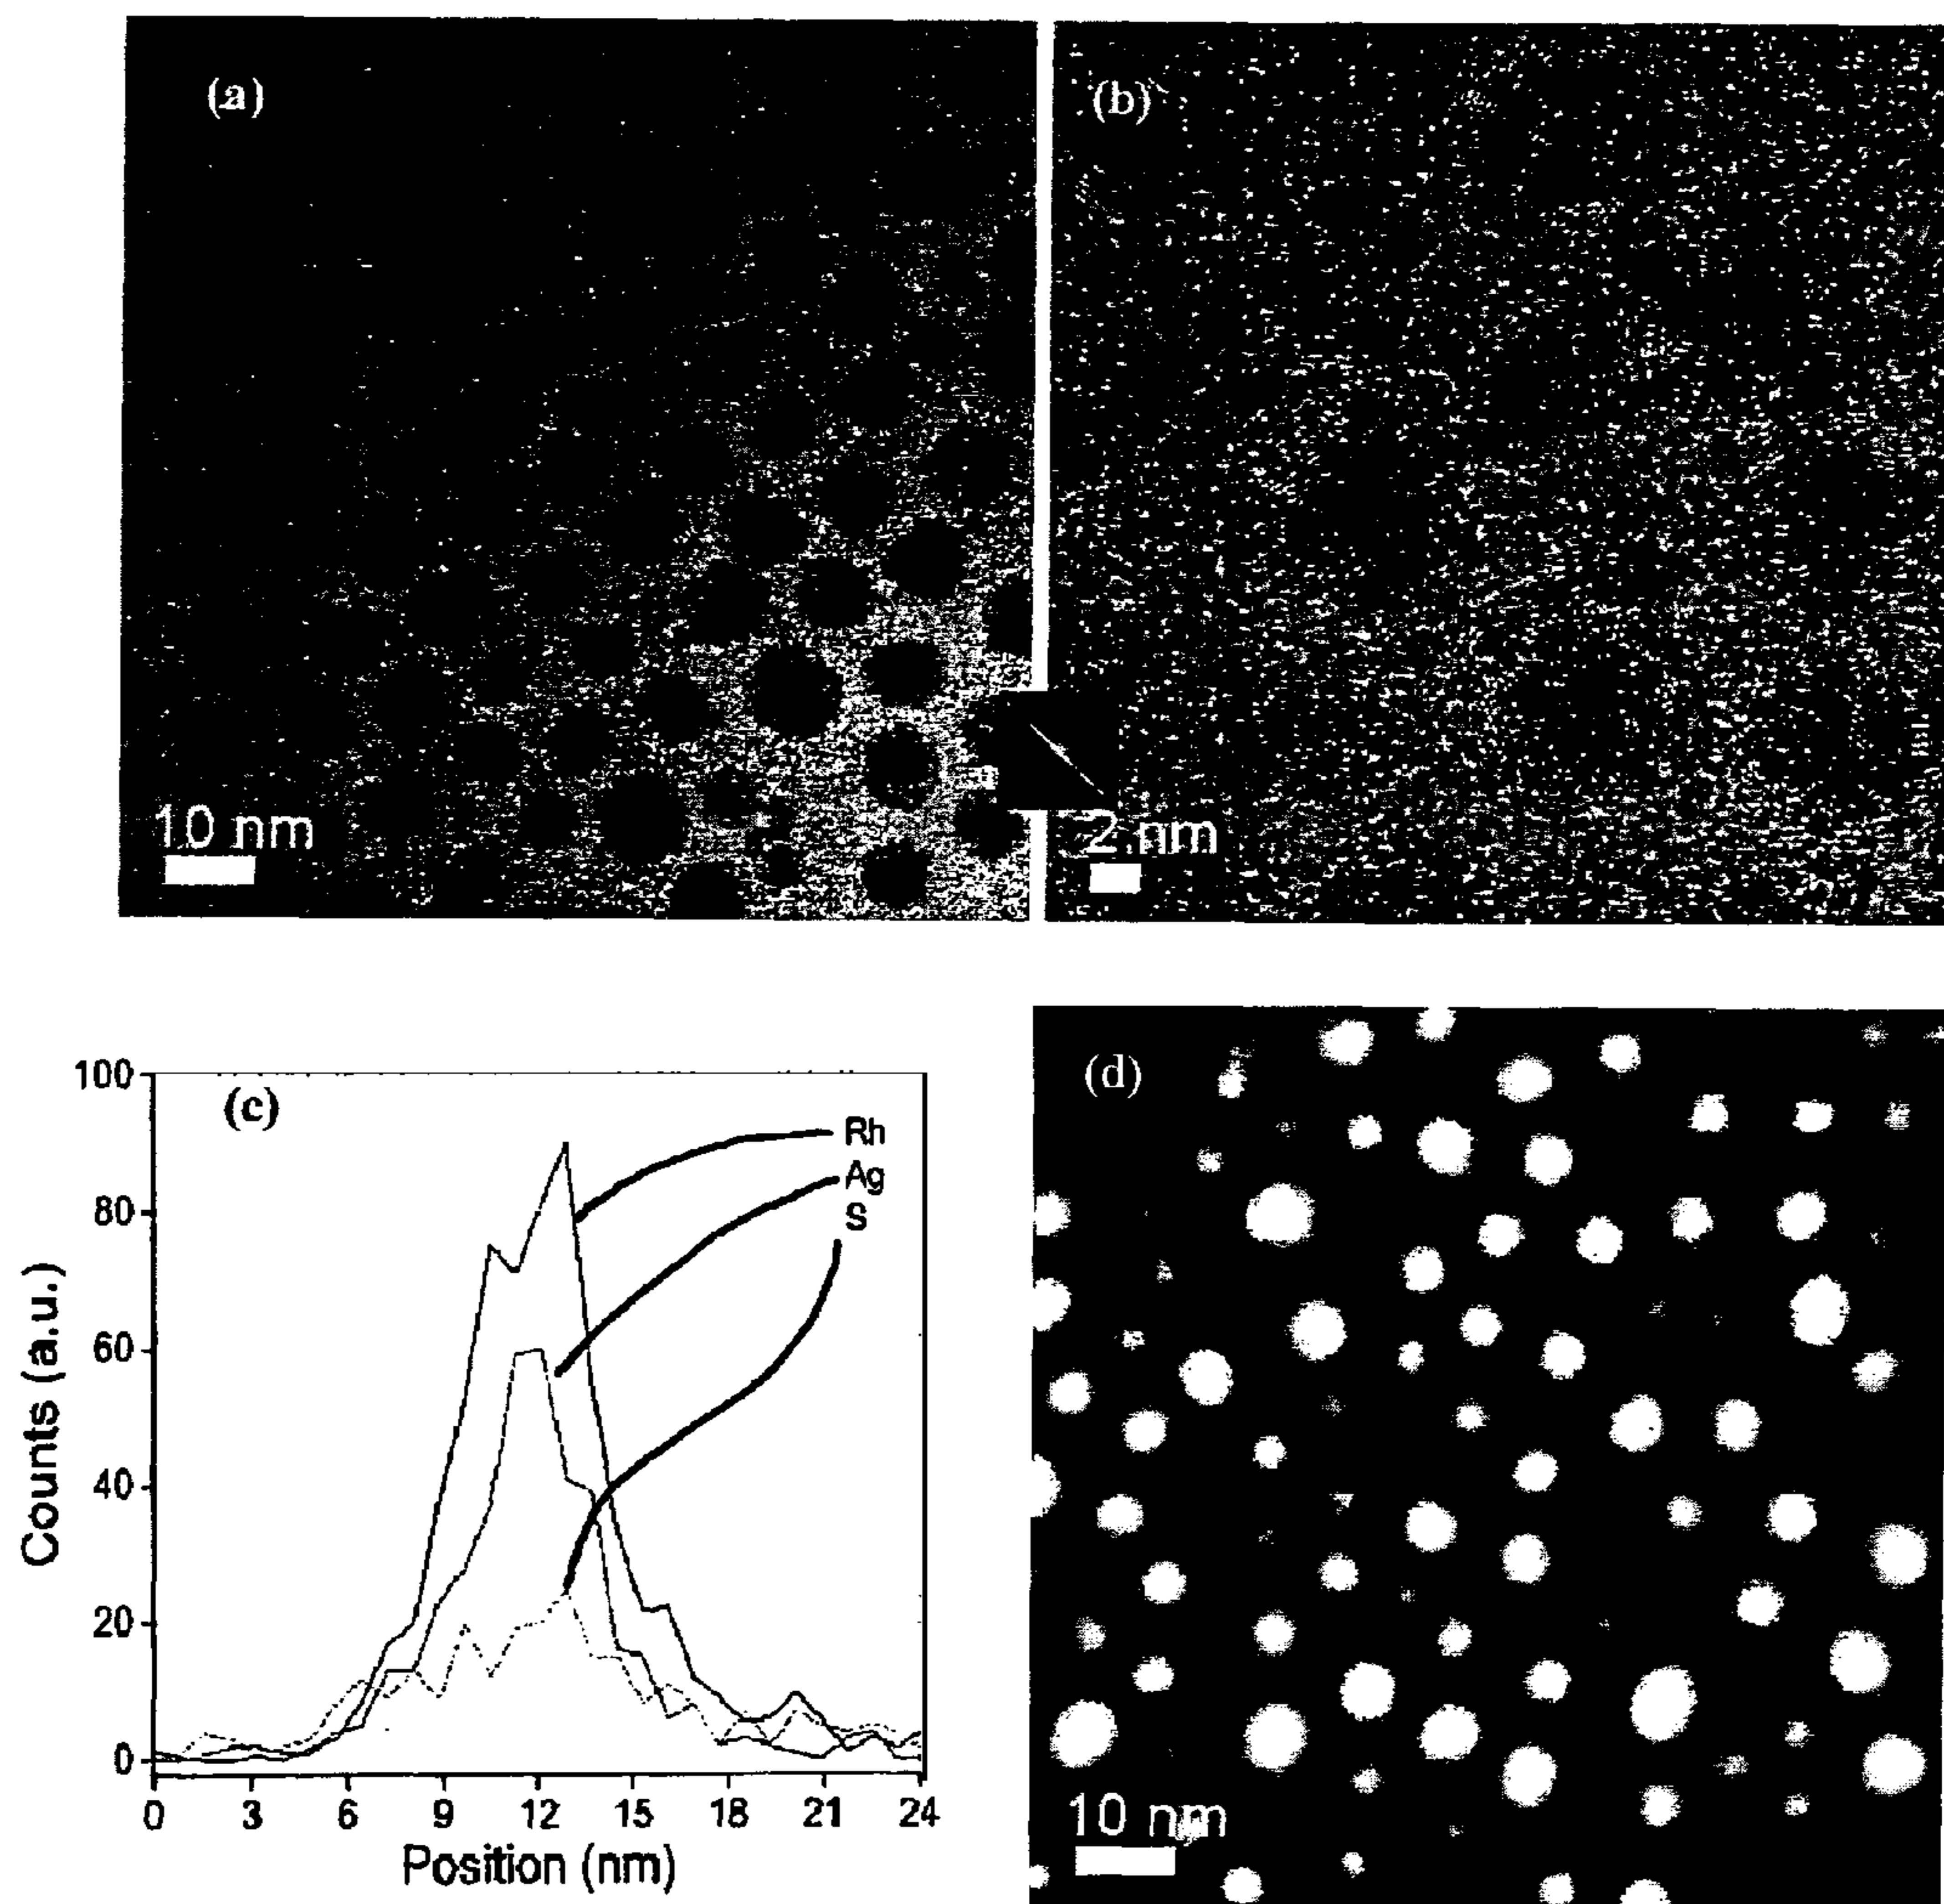 (a)
(b)
10 nm
2 nm
(c)
(d)
100
80
60
40
20
0
Rh
Ag
S
Counts (a.u.)
0 3 6 9 12 15 18 21 24
Position (nm)
10 nm